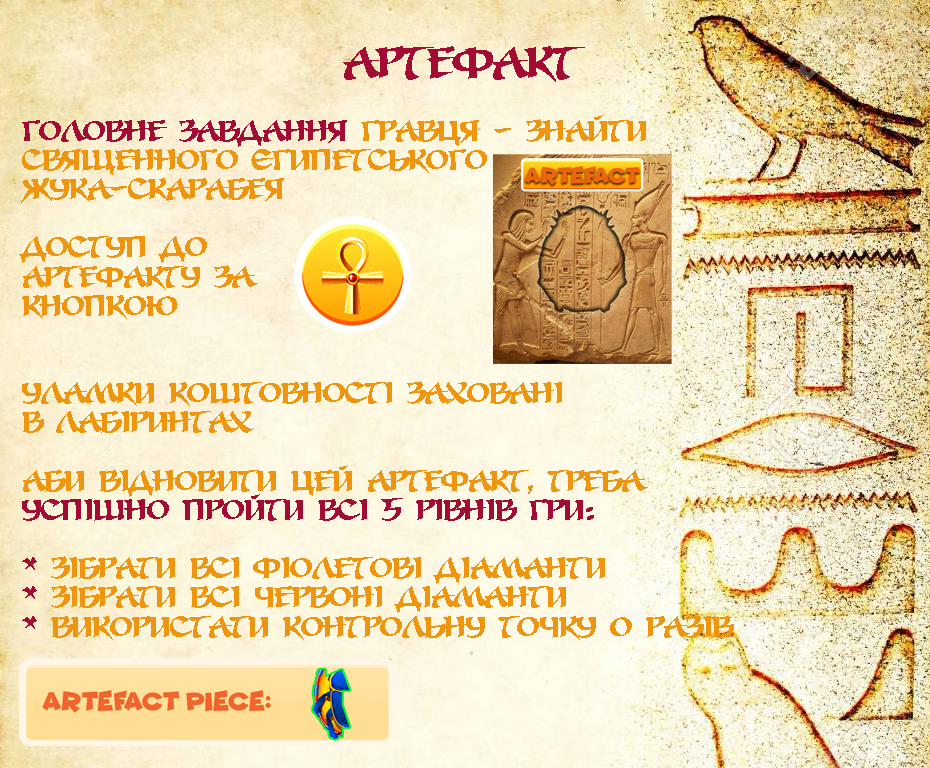 АРТЕФАКТ
ГОЛОВНЕ ЗАВДАННЯ ГРАВЦЯ - ЗНАЙТИ
СВЯЩЕННОГО ЄГИПЕТСЬКОГО
ЖУКА-СКАРАБЕЯ
ARTEFACT
ДОСТУП ДО
АРТЕФАКТУ ЗА
КНОПКОЮ
УЛАМКИ КОШТОВНОСТІ ЗАХОВАНІ
В ЛАБІРИНТАХ
АБИ ВІДНОВИТИ ЦЕЙ АРТЕФАКТ, ТРЕБА
УСПІШНО ПРОЙТИ ВСІ 5 РІВНІВ ГРИ:
* ЗІБРАТИ ВСІ ФІОЛЕТОВІ ДІАМАНТИ
* ЗІБРАТИ ВСІ ЧЕРВОНІ ДІАМАНТИ
* ВИКОРИСТАТИ КОНТРОЛЬНУ ТОЧКУ 0 РАЗІВ
ARTEFACT PIECE: